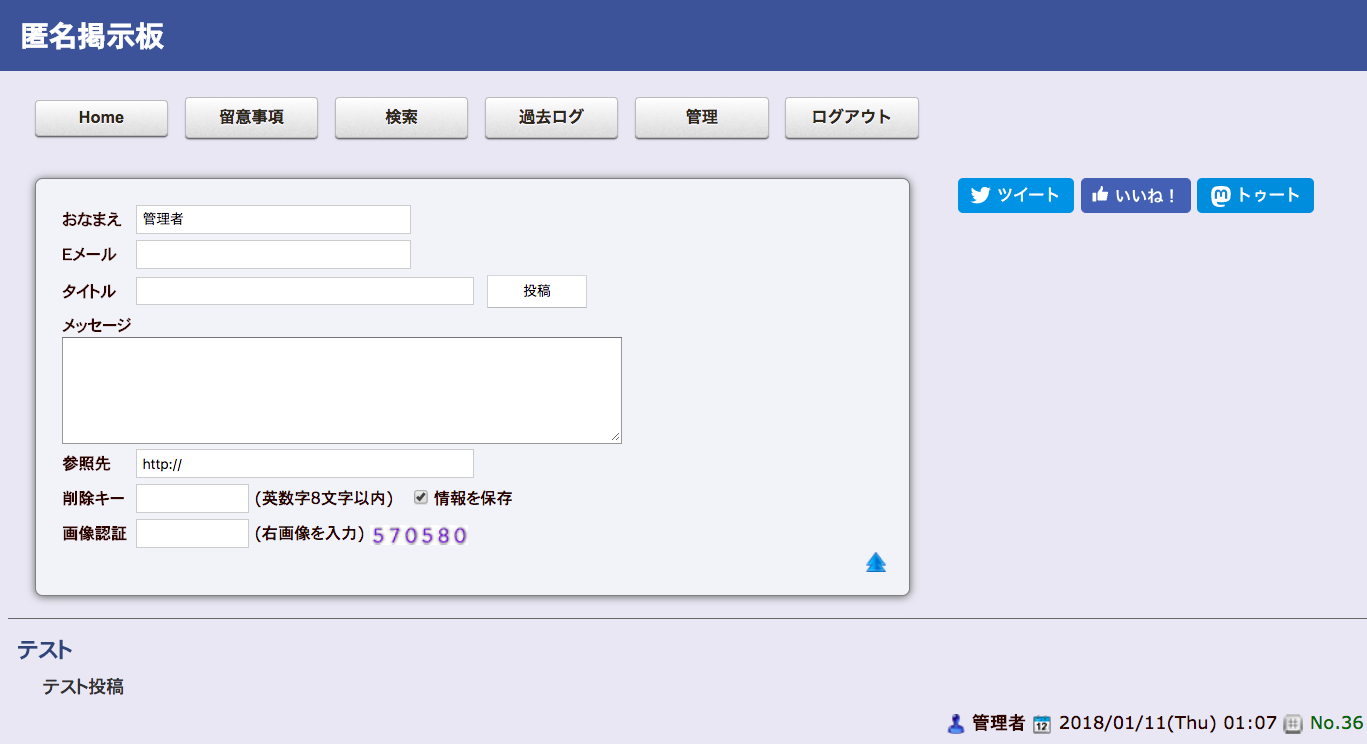 匿名掲示板
Home 留意事項 検索 過去ログ 管理 ログアウト
ツイート いいね！ トゥート
おなまえ 管理者
Eメール
タイトル 投稿
メッセージ
参照先 http://
削除キー (英数字8文字以内) 情報を保存
画像認証 (右画像を入力) 570580
テスト
テスト投稿
管理者 12 2018/01/11(Thu) 01:07 No.36